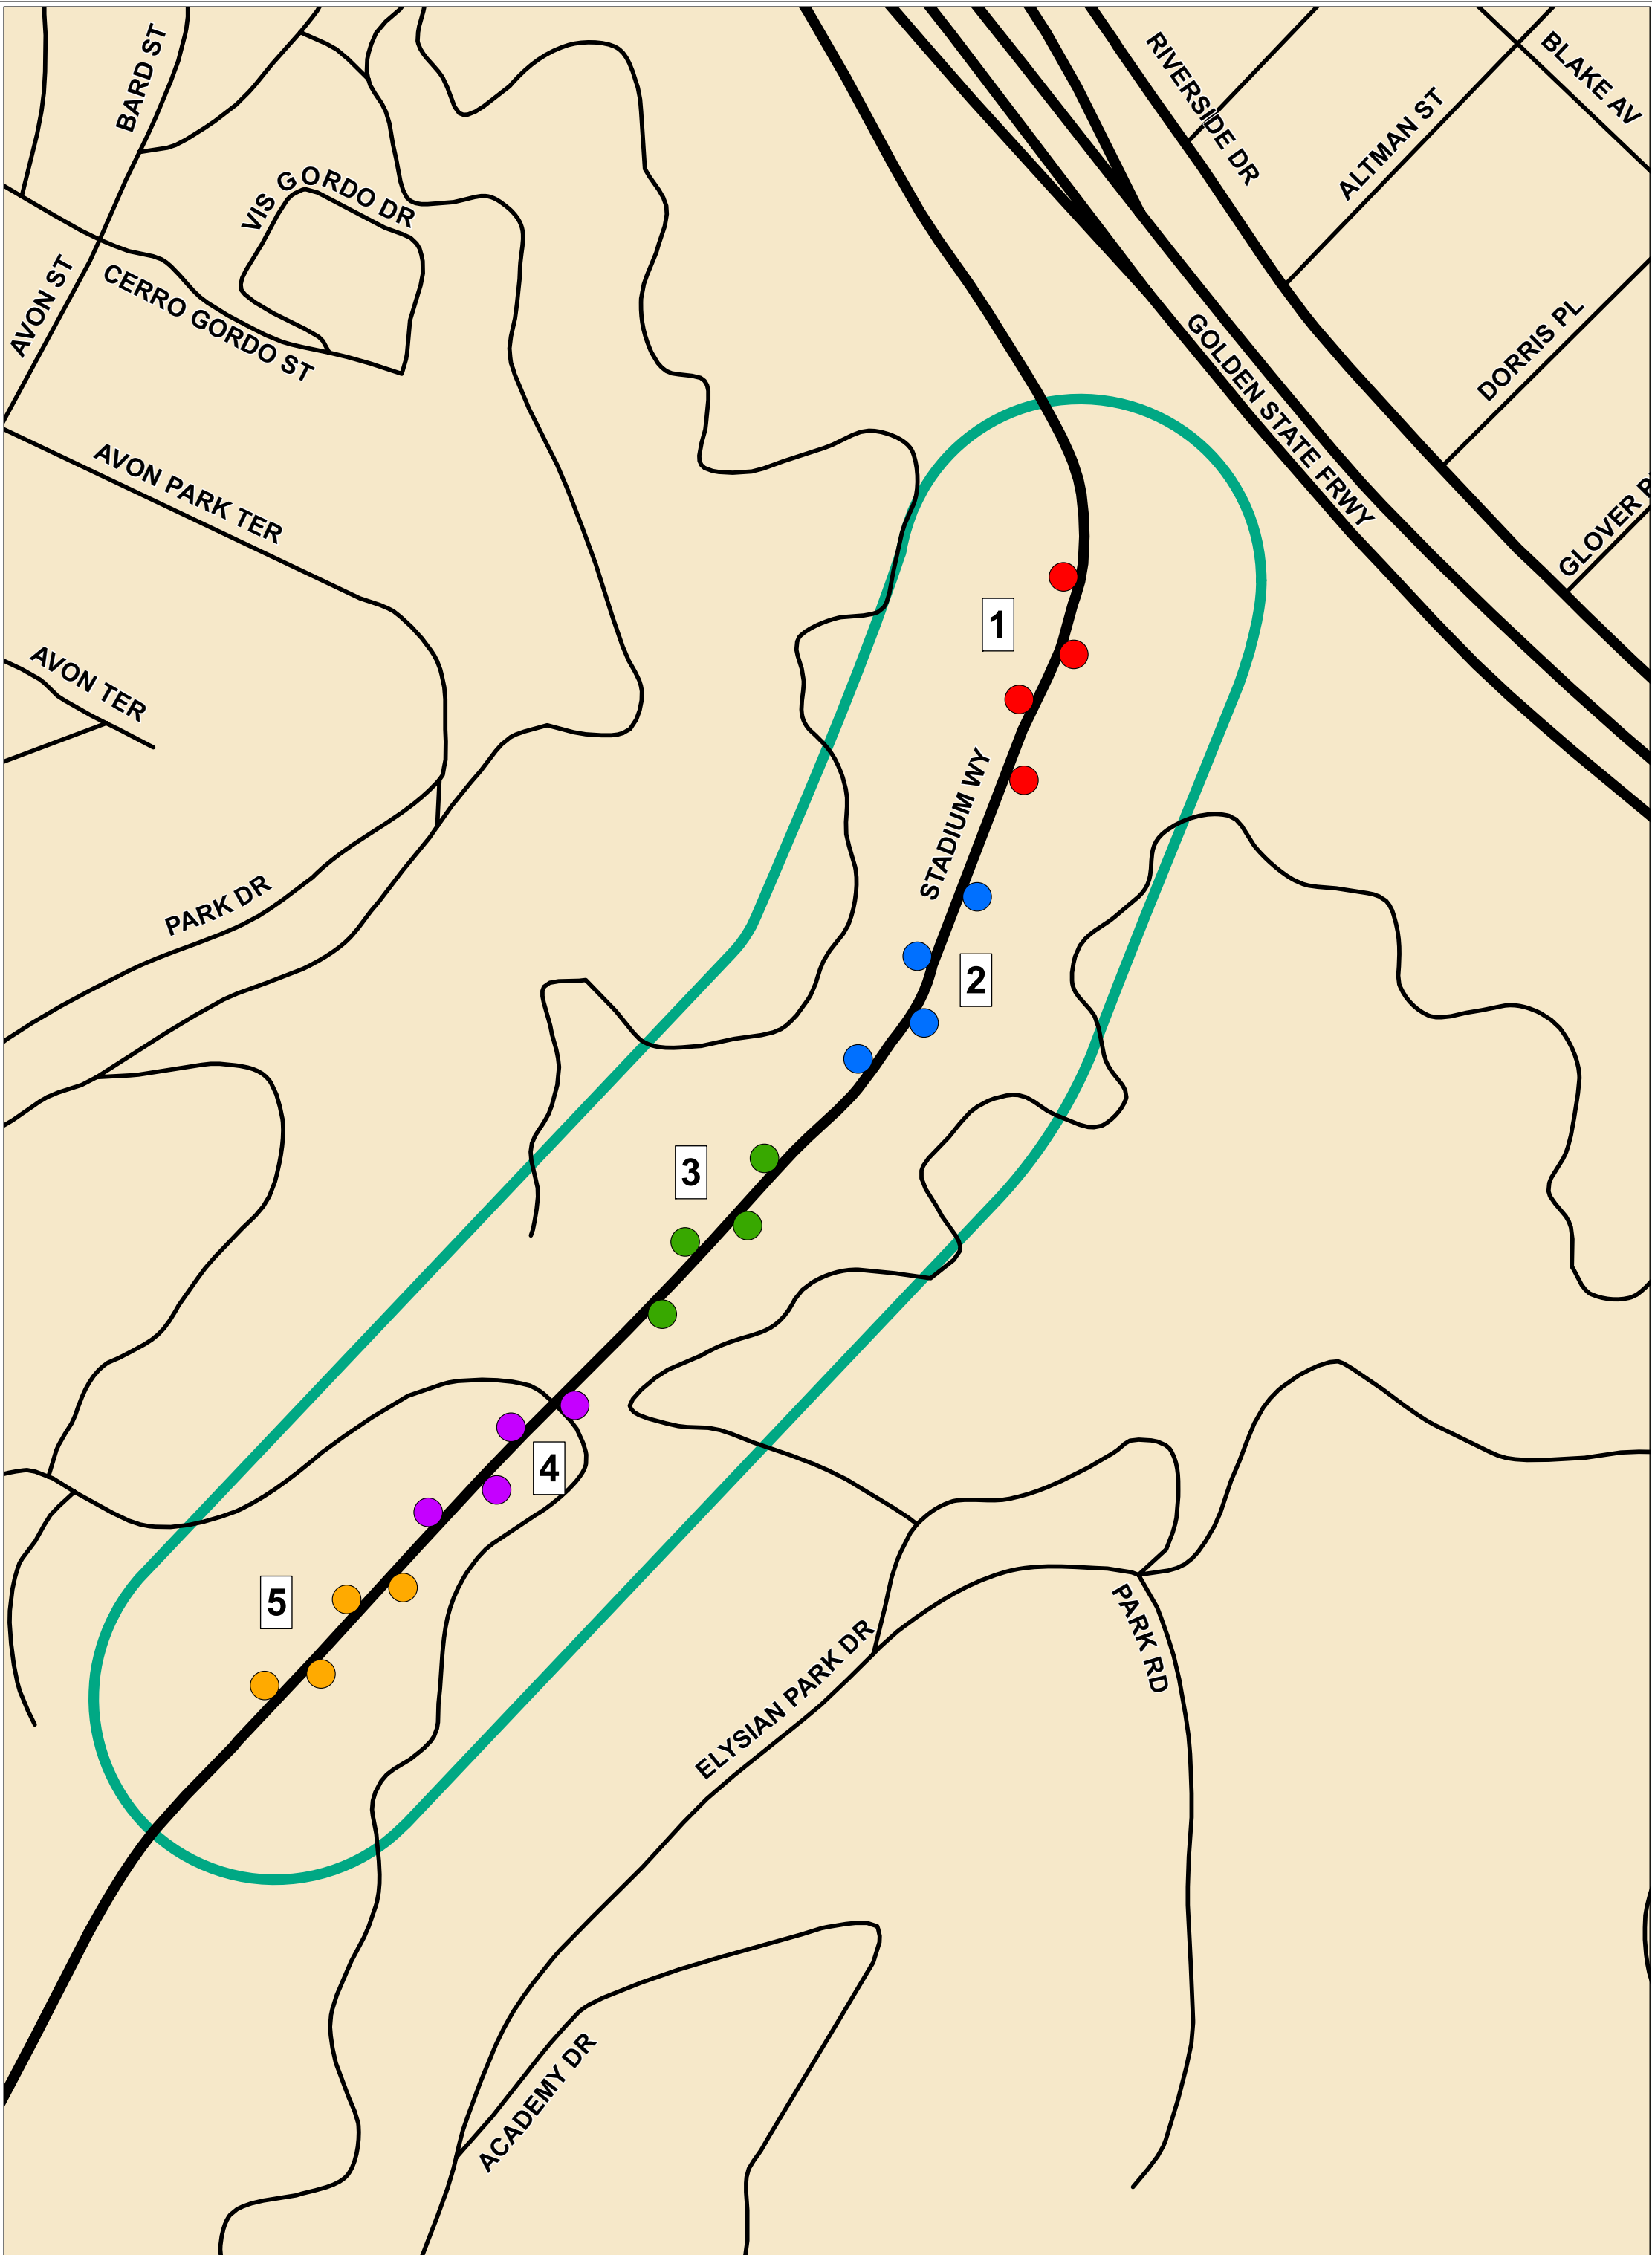 BARD ST
RIVERSIDE DR
BLAKE AV
ALTMAN ST
VIS GORDO DR
AVON ST
CERRO GORDO ST
GOLDEN STATE FRWY
DORRIS PL
AVON PARK TER
GLOVER P
1
AVON TER
STADIUM WY
PARK DR
2
3
4
5
PARK RD
ELYSIAN PARK DR
ACADEMY DR